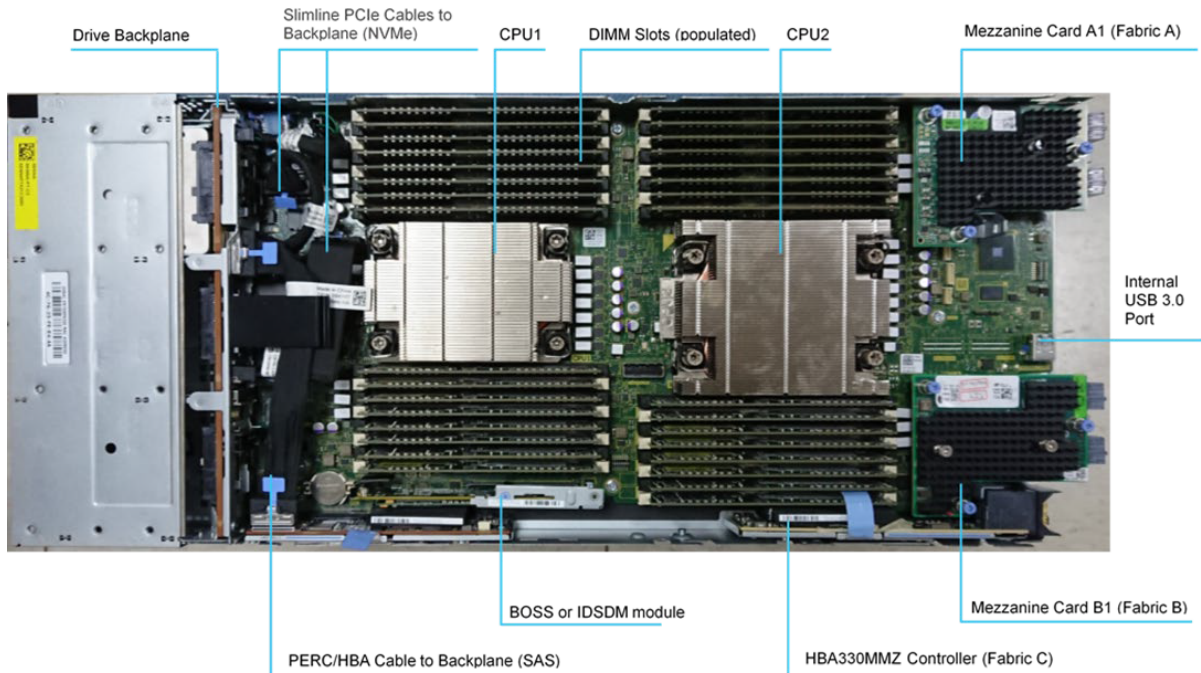 Slimline PCIe Cables to
Backplane (NVMe)
Drive Backplane
CPU1
DIMM Slots (populated)
CPU2
Mezzanine Card A1 (Fabric A)
Internal
USB 3.0
Port
Mezzanine Card B1 (Fabric B)
BOSS or IDSDM module
PERC/HBA Cable to Backplane (SAS)
HBA330MMZ Controller (Fabric C)